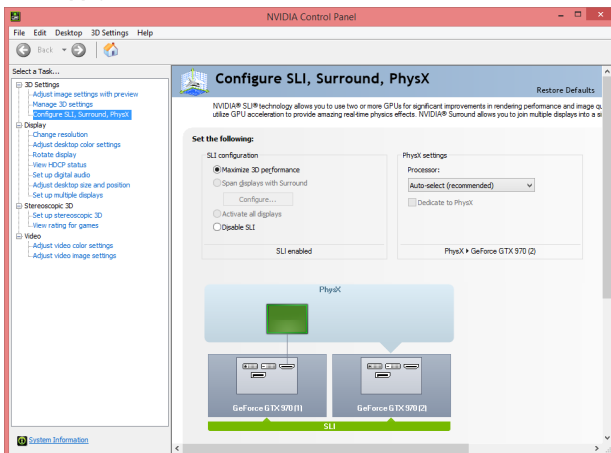 NVIDIA Control Panel
File Edit Desktop 3D Settings Help
Back
Select a Task...
3D Settings
Adjust image settings with preview
Manage 3D settings
Configure SLI, Surround, PhysX
Display
Change resolution
Adjust desktop color settings
Rotate display
View HDCP status
Set up digital audio
Adjust desktop size and position
Set up multiple displays
Stereoscopic 3D
Set up stereoscopic 3D
View rating for games
Video
Adjust video color settings
Adjust video image settings
System Information
Configure SLI, Surround, PhysX
Restore Defaults
NVIDIA® SLI® technology allows you to use two or more GPUs for significant improvements in rendering performance and image qu
utilize GPU acceleration to provide amazing real-time physics effects. NVIDIA® Surround allows you to join multiple displays into a si
Set the following:
SLI configuration
Maximize 3D performance
Span displays with Surround
Configure...
Activate all displays
Disable SLI
SLI enabled
PhysX settings
Processor:
Auto-select (recommended)
Dedicate to PhysX
PhysX GeForce GTX 970 (2)
PhysX
GeForce GTX 970 (1) GeForce GTX 970 (2)
SLI